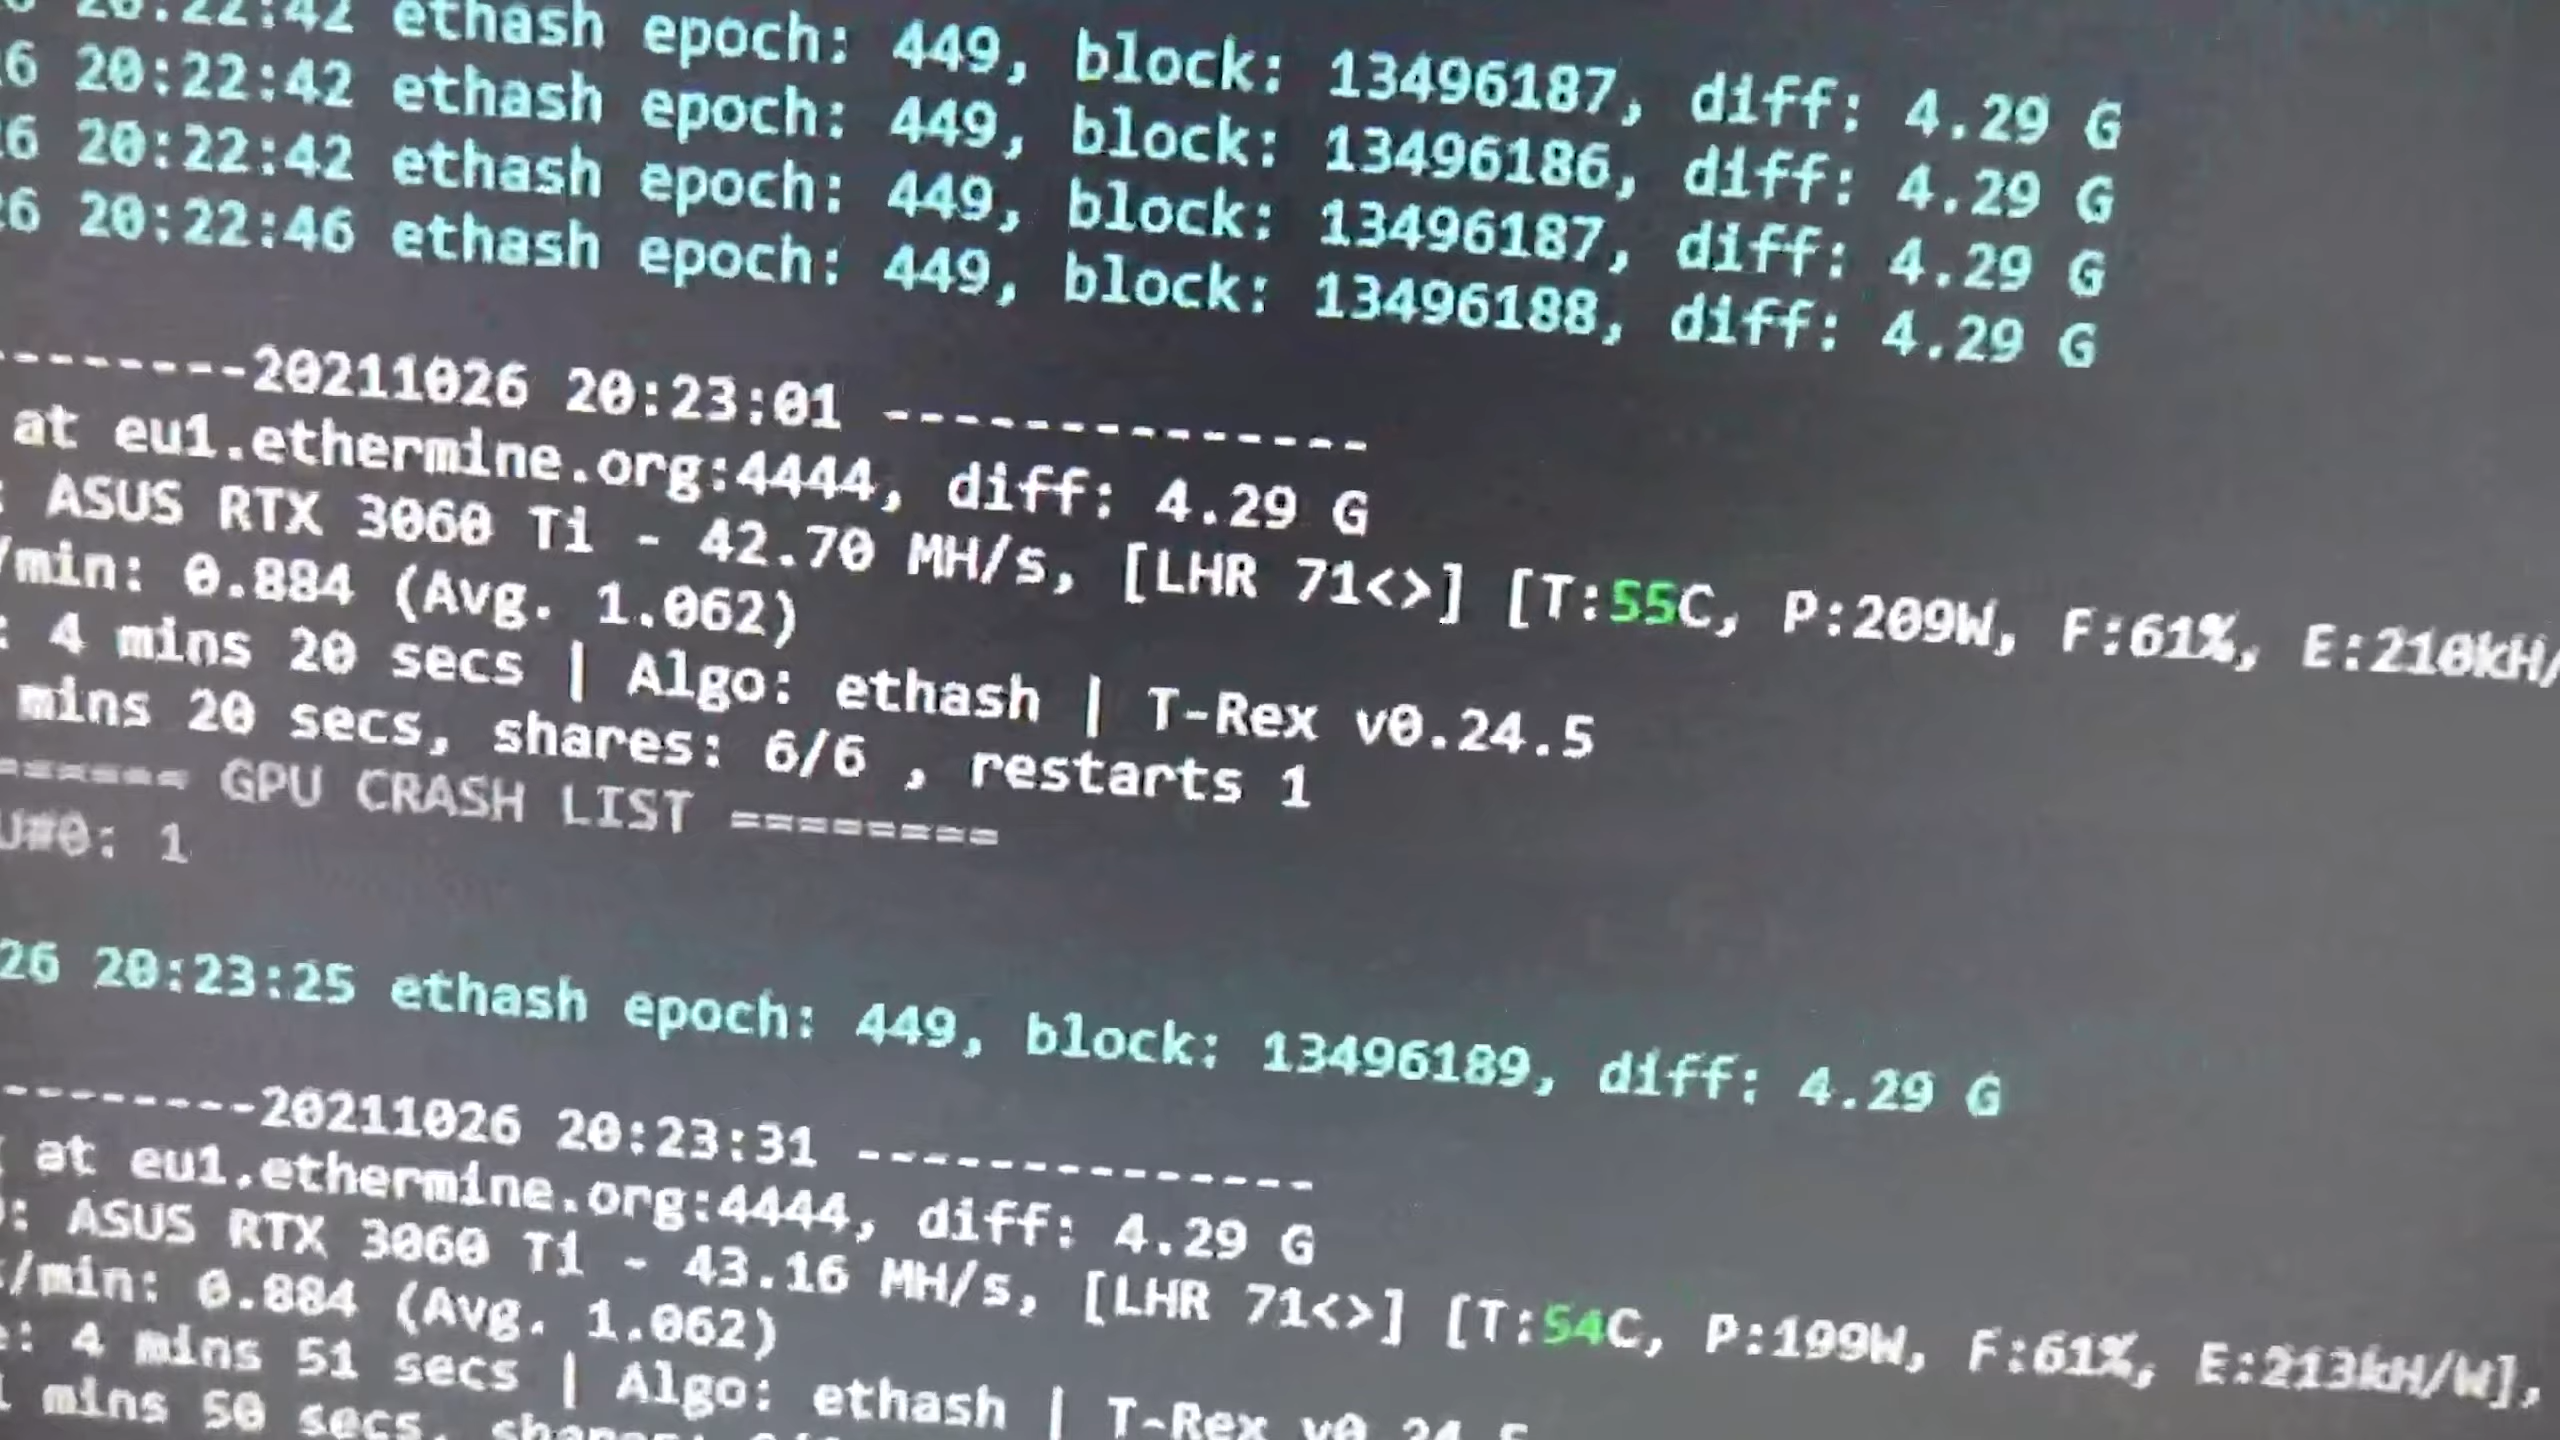 20:22:42 ethash epoch: 449, block: 13496187, diff: 4.29 G
6 20:22:42 ethash epoch: 449, block: 13496186, diff: 4.29 G
26 20:22:42 ethash epoch: 449, block: 13496187, diff: 4.29 G
26 20:22:46 ethash epoch: 449, block: 13496188, diff: 4.29 G
--------20211026 20:23:01 --------------
at eu1.ethermine.org:4444, diff: 4.29 G
: ASUS RTX 3060 Ti - 42.70 MH/s, [LHR 71<>] [T:55C, P:209W, F:61%, E:210kH/
/min: 0.884 (Avg. 1.062)
: 4 mins 20 secs | Algo: ethash | T-Rex v0.24.5
mins 20 secs, shares: 6/6 , restarts 1
====== GPU CRASH LIST ========
U#0: 1
26 20:23:25 ethash epoch: 449, block: 13496189, diff: 4.29 G
--------20211026 20:23:31 --------------
at eu1.ethermine.org:4444, diff: 4.29 G
: ASUS RTX 3060 Ti - 43.16 MH/s, [LHR 71<>] [T:54C, P:199W, F:61%, E:213kH/W],
/min: 0.884 (Avg. 1.062)
: 4 mins 51 secs | Algo: ethash | T-Rex v0.24.5
mins 50 secs, shares: